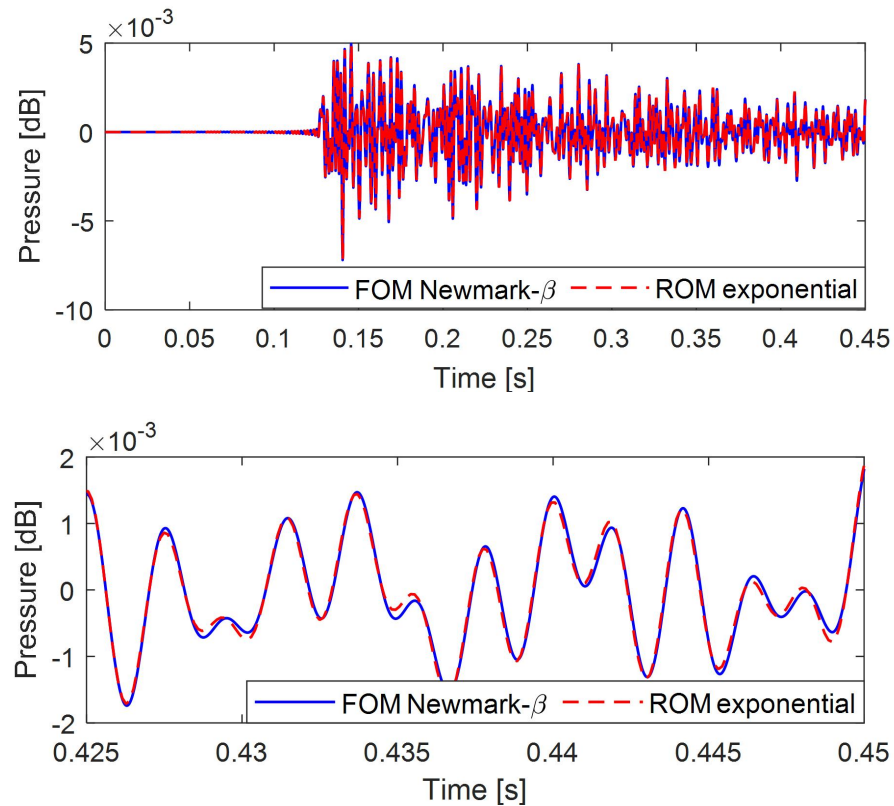 ×10⁻³
5
0
-5
-10
Pressure [dB]
FOM Newmark-β ROM exponential
0 0.05 0.1 0.15 0.2 0.25 0.3 0.35 0.4 0.45
Time [s]
×10⁻³
2
1
0
-1
-2
Pressure [dB]
FOM Newmark-β ROM exponential
0.425 0.43 0.435 0.44 0.445 0.45
Time [s]